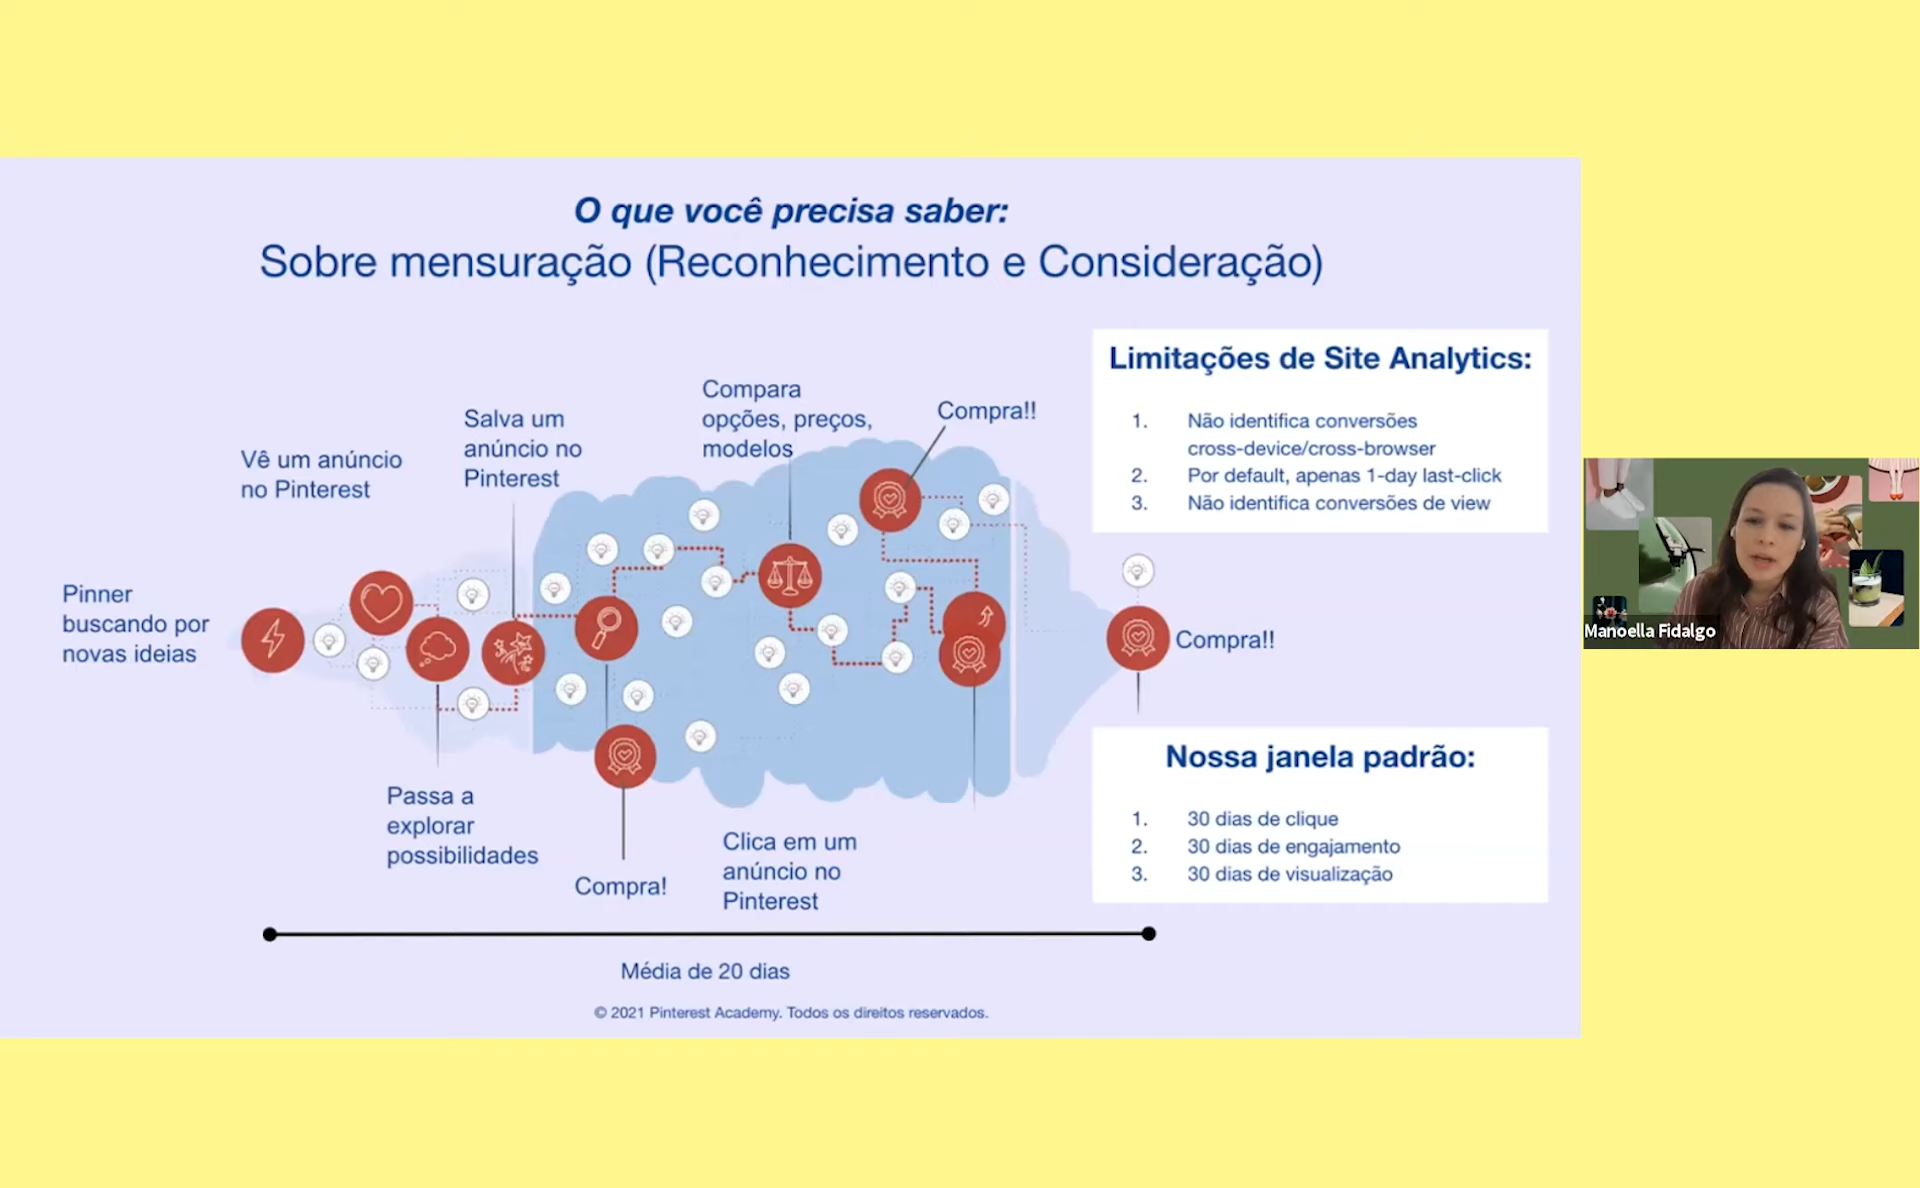 O que você precisa saber:
Sobre mensuração (Reconhecimento e Consideração)
Pinner
buscando por
novas ideias
Vê um anúncio
no Pinterest
Passa a
explorar
possibilidades
Salva um
anúncio no
Pinterest
Compra!
Compara
opções, preços,
modelos
Clica em um
anúncio no
Pinterest
Compra!!
Compra!!
Limitações de Site Analytics:
1. Não identifica conversões
cross-device/cross-browser
2. Por default, apenas 1-day last-click
3. Não identifica conversões de view
Nossa janela padrão:
1. 30 dias de clique
2. 30 dias de engajamento
3. 30 dias de visualização
Média de 20 dias
© 2021 Pinterest Academy. Todos os direitos reservados.
Manoella Fidalgo